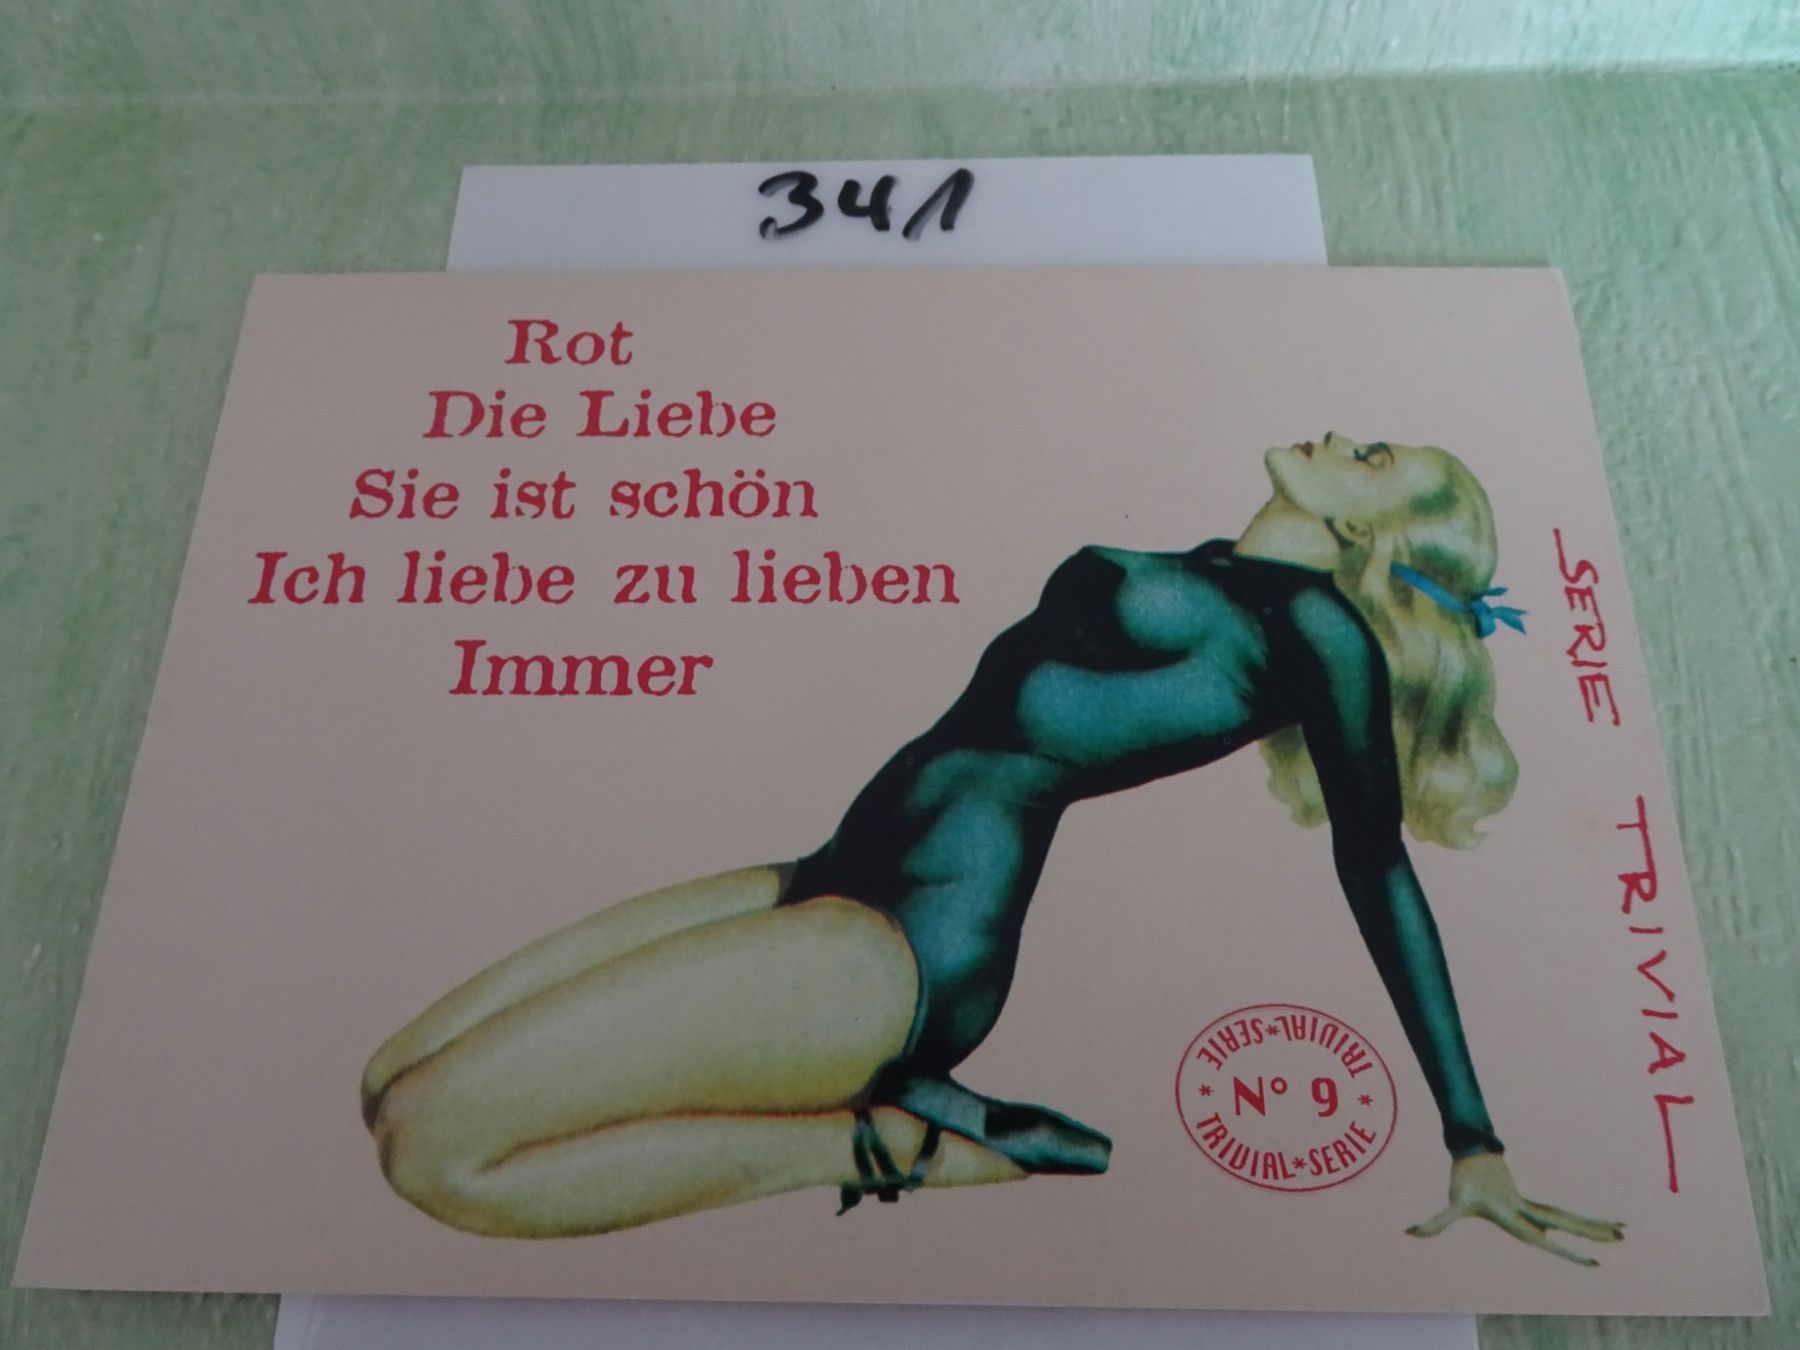 341
Rot
Die Liebe
Sie ist schön
Ich liebe zu lieben
Immer
SERIE TRIVIAL
TRIVIAL*SERIE*
N° 9
*TRIVIAL*SERIE